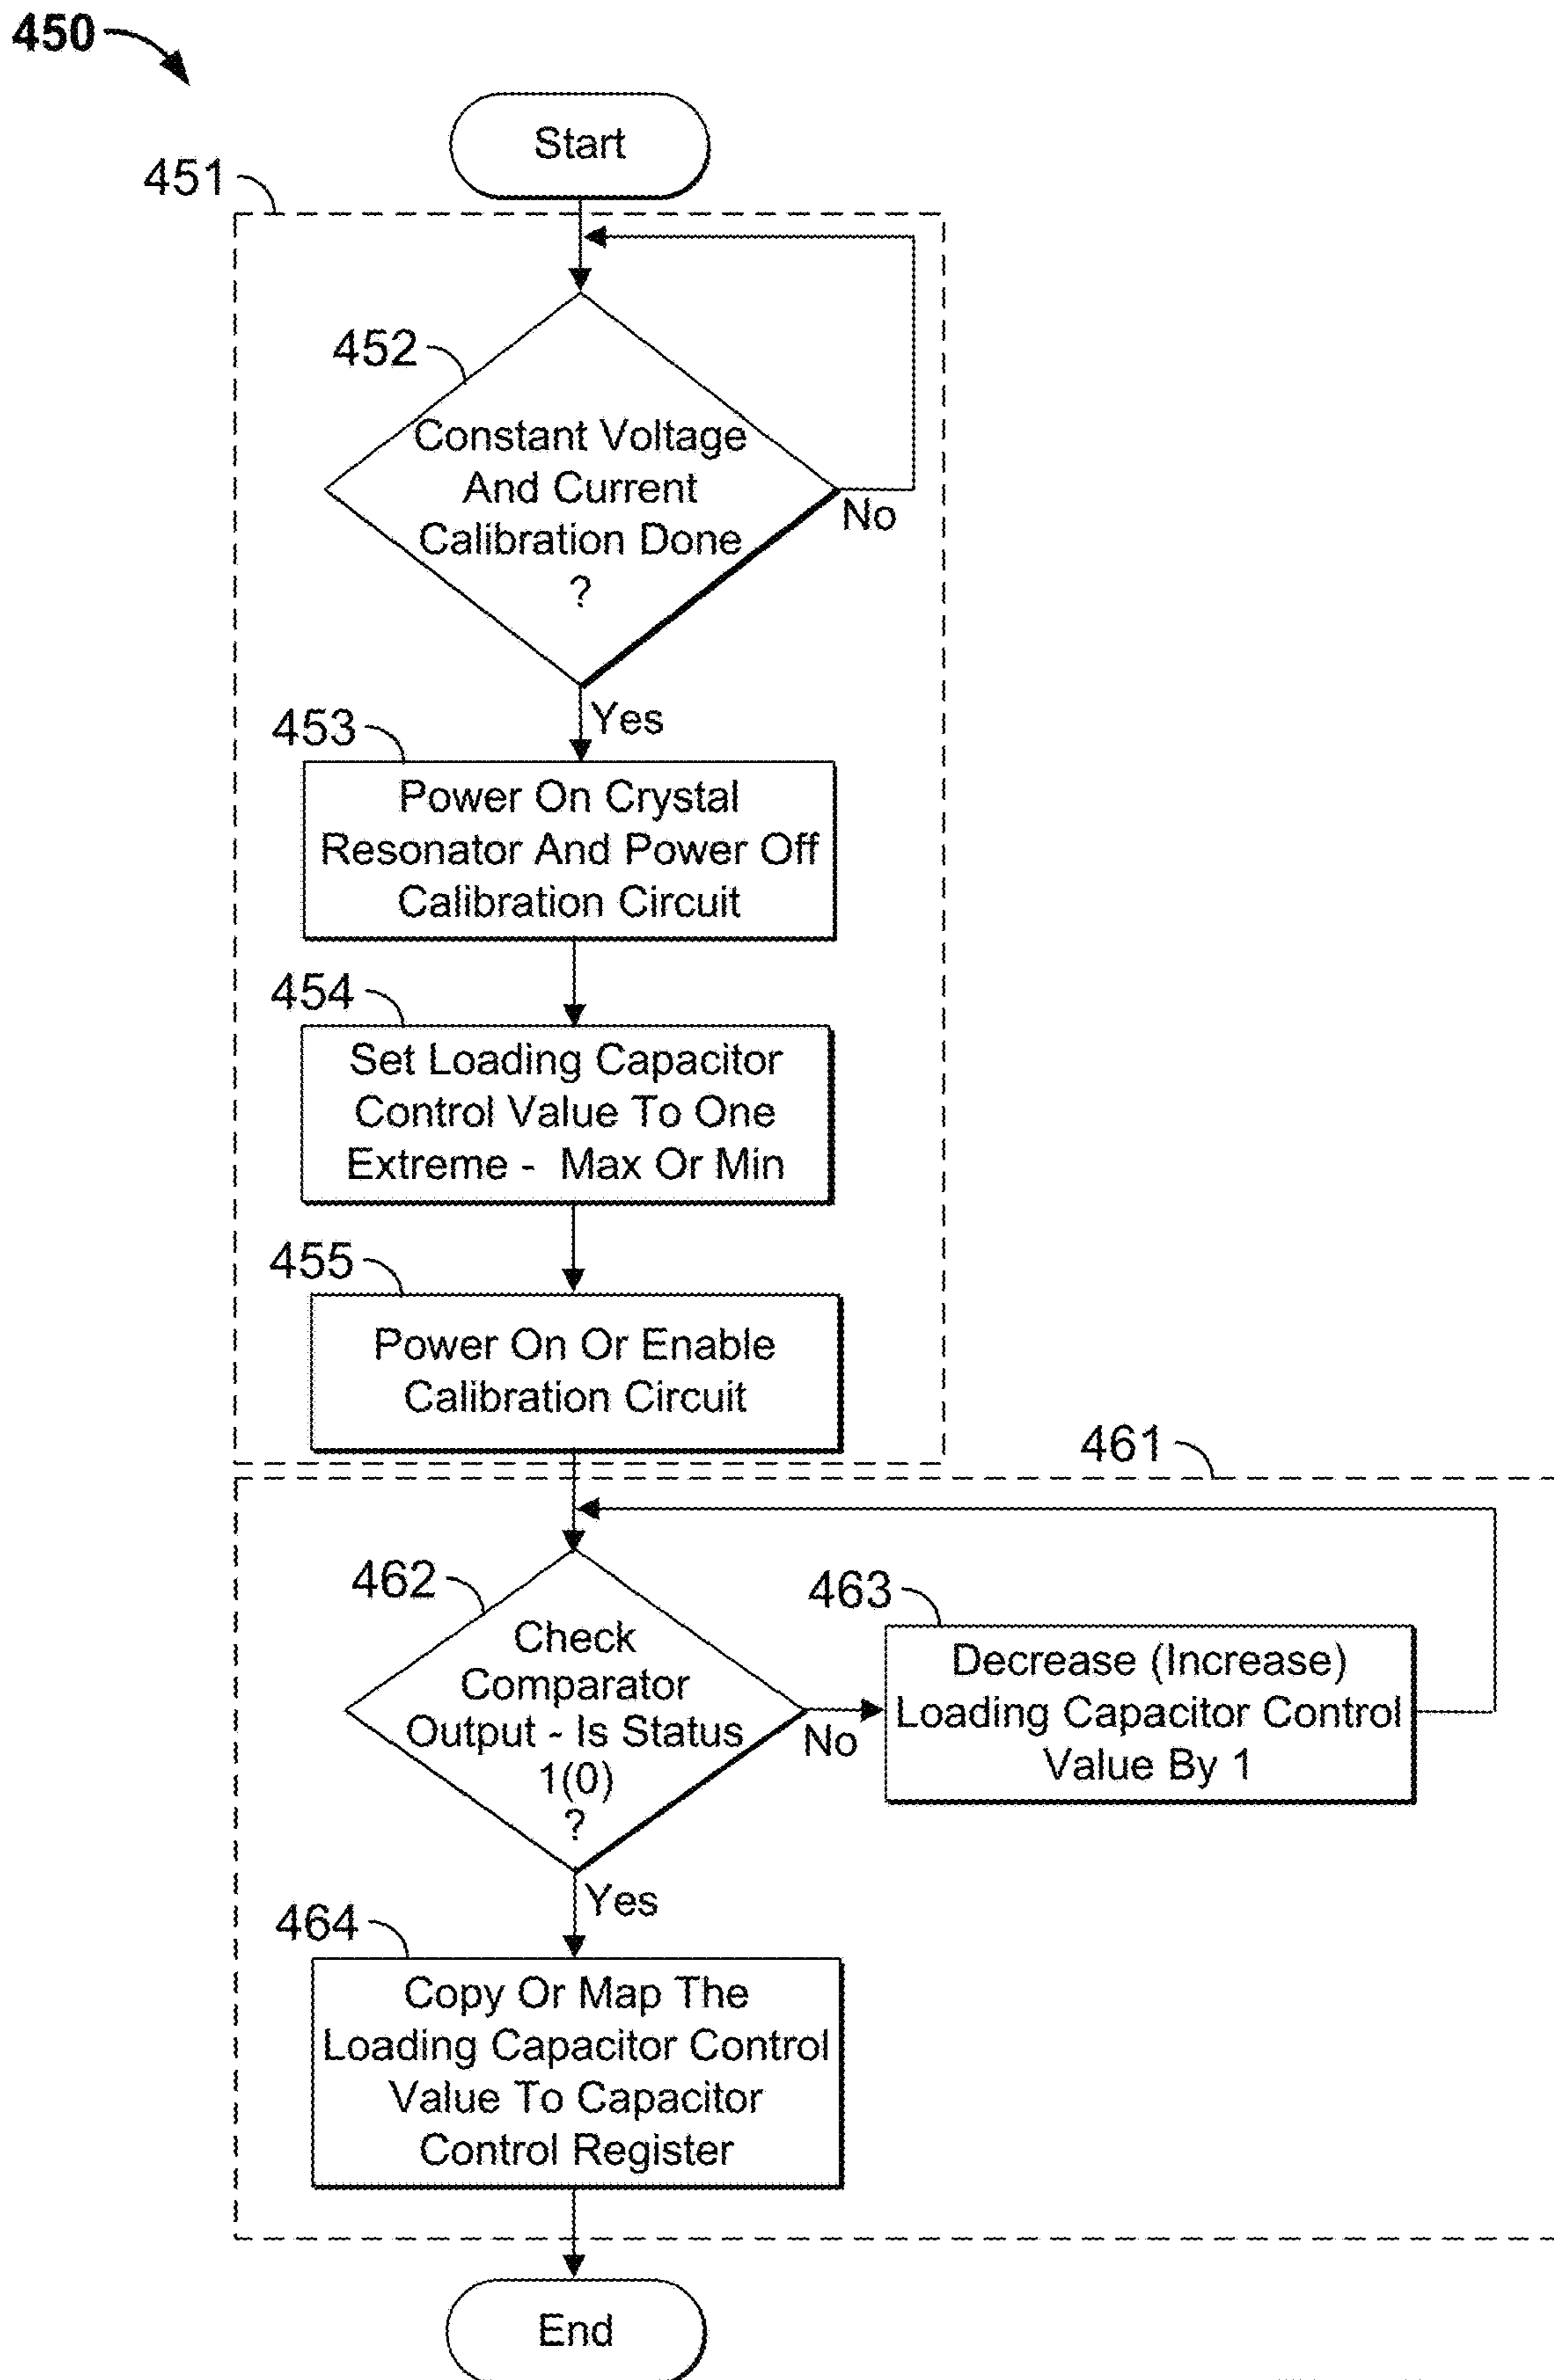 450
Start
451
452
Constant Voltage
And Current
Calibration Done
?
No
Yes
453
Power On Crystal
Resonator And Power Off
Calibration Circuit
454
Set Loading Capacitor
Control Value To One
Extreme - Max Or Min
455
Power On Or Enable
Calibration Circuit
461
462
Check
Comparator
Output - Is Status
1(0)
?
No
463
Decrease (Increase)
Loading Capacitor Control
Value By 1
Yes
464
Copy Or Map The
Loading Capacitor Control
Value To Capacitor
Control Register
End